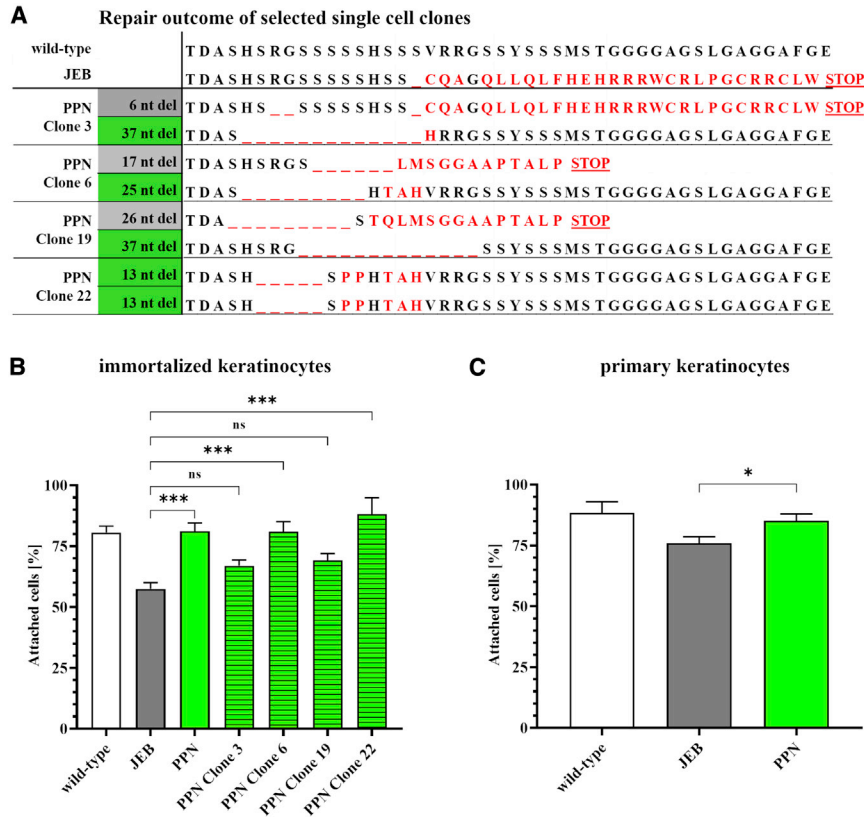 A Repair outcome of selected single cell clones
wild-type T D A S H S R G S S S S S H S S S V R R G S S Y S S S M S T G G G G A G S L G A G G A F G E
JEB T D A S H S R G S S S S S H S S _ C Q A G Q L L Q L F H E H R R R W C R L P G C R R C L W STOP
PPN Clone 3 6 nt del T D A S H S _ _ S S S S S H S S _ C Q A G Q L L Q L F H E H R R R W C R L P G C R R C L W STOP
37 nt del T D A S _ _ _ _ _ _ _ _ _ _ _ _ _ H R R G S S Y S S S M S T G G G G A G S L G A G G A F G E
PPN Clone 6 17 nt del T D A S H S R G S _ _ _ _ _ _ L M S G G A A P T A L P STOP
25 nt del T D A S _ _ _ _ _ _ _ _ _ H T A H V R R G S S Y S S S M S T G G G G A G S L G A G G A F G E
PPN Clone 19 26 nt del T D A _ _ _ _ _ _ _ _ _ S T Q L M S G G A A P T A L P STOP
37 nt del T D A S H S R G _ _ _ _ _ _ _ _ _ _ _ _ _ S S Y S S S M S T G G G G A G S L G A G G A F G E
PPN Clone 22 13 nt del T D A S H _ _ _ _ _ S P P H T A H V R R G S S Y S S S M S T G G G G A G S L G A G G A F G E
13 nt del T D A S H _ _ _ _ _ S P P H T A H V R R G S S Y S S S M S T G G G G A G S L G A G G A F G E
B immortalized keratinocytes
***
ns
***
ns
***
Attached cells [%]
100
75
50
25
0
wild-type
JEB
PPN
PPN Clone 3
PPN Clone 6
PPN Clone 19
PPN Clone 22
C primary keratinocytes
*
Attached cells [%]
100
75
50
25
0
wild-type
JEB
PPN